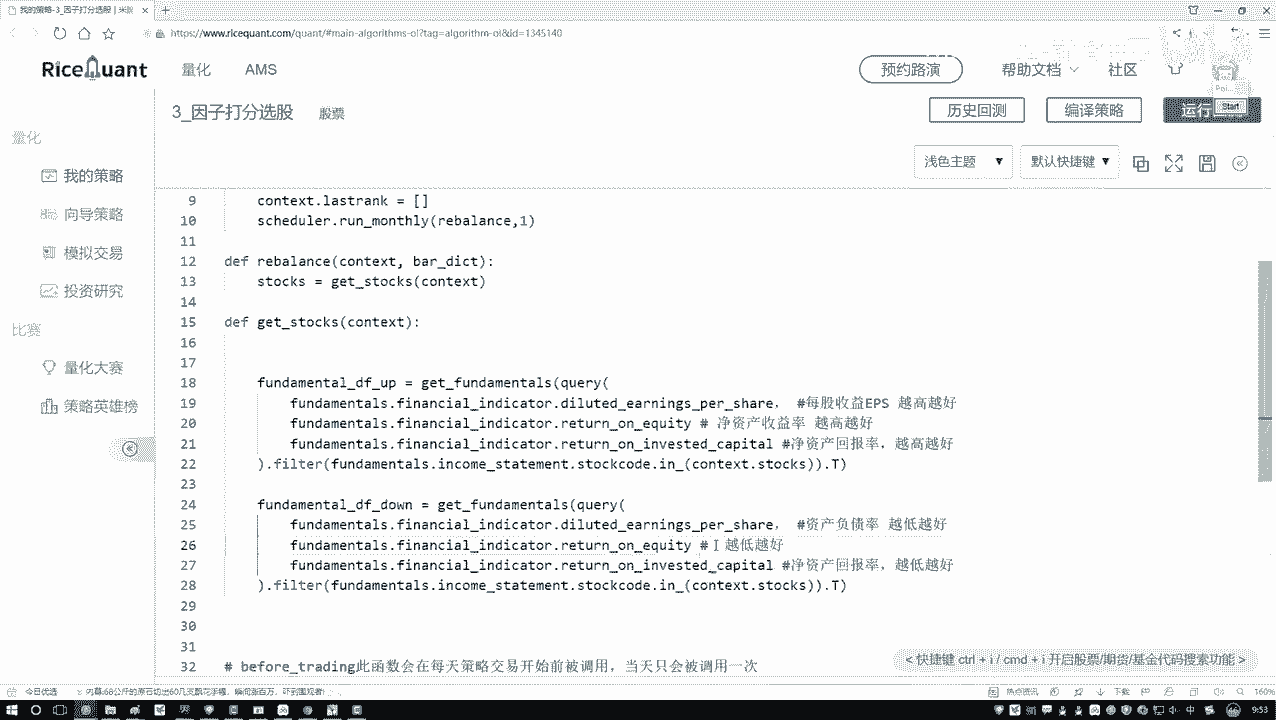 我的策略-3_因子打分选股 | 米
https://www.ricequant.com/quant/#main-algorithms-ol?tag=algorithm-ol&id=1345140
RiceQuant 量化 AMS 预约路演 帮助文档 社区
3_因子打分选股 股票 历史回测 编译策略 运行 Start
浅色主题 默认快捷键
量化
我的策略
向导策略
模拟交易
投资研究
比赛
量化大赛
策略英雄榜
9 context.lastrank = []
10 scheduler.run_monthly(rebalance,1)
11
12 def rebalance(context, bar_dict):
13 stocks = get_stocks(context)
14
15 def get_stocks(context):
16
17
18 fundamental_df_up = get_fundamentals(query(
19 fundamentals.financial_indicator.diluted_earnings_per_share， #每股收益EPS 越高越好
20 fundamentals.financial_indicator.return_on_equity # 净资产收益率 越高越好
21 fundamentals.financial_indicator.return_on_invested_capital #净资产回报率，越高越好
22 ).filter(fundamentals.income_statement.stockcode.in_(context.stocks)).T)
23
24 fundamental_df_down = get_fundamentals(query(
25 fundamentals.financial_indicator.diluted_earnings_per_share， #资产负债率 越低越好
26 fundamentals.financial_indicator.return_on_equity # 越低越好
27 fundamentals.financial_indicator.return_on_invested_capital #净资产回报率，越低越好
28 ).filter(fundamentals.income_statement.stockcode.in_(context.stocks)).T)
29
30
31
32 # before_trading此函数会在每天策略交易开始前被调用，当天只会被调用一次
< 快捷键 ctrl + i / cmd + i 开启股票/期货/基金代码搜索功能 >
今日优选 热点资讯 下载 160%
中 9:53